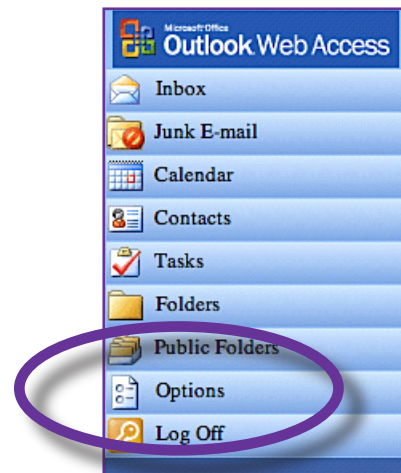 Microsoft Office
Outlook Web Access
Inbox
Junk E-mail
Calendar
Contacts
Tasks
Folders
Public Folders
Options
Log Off